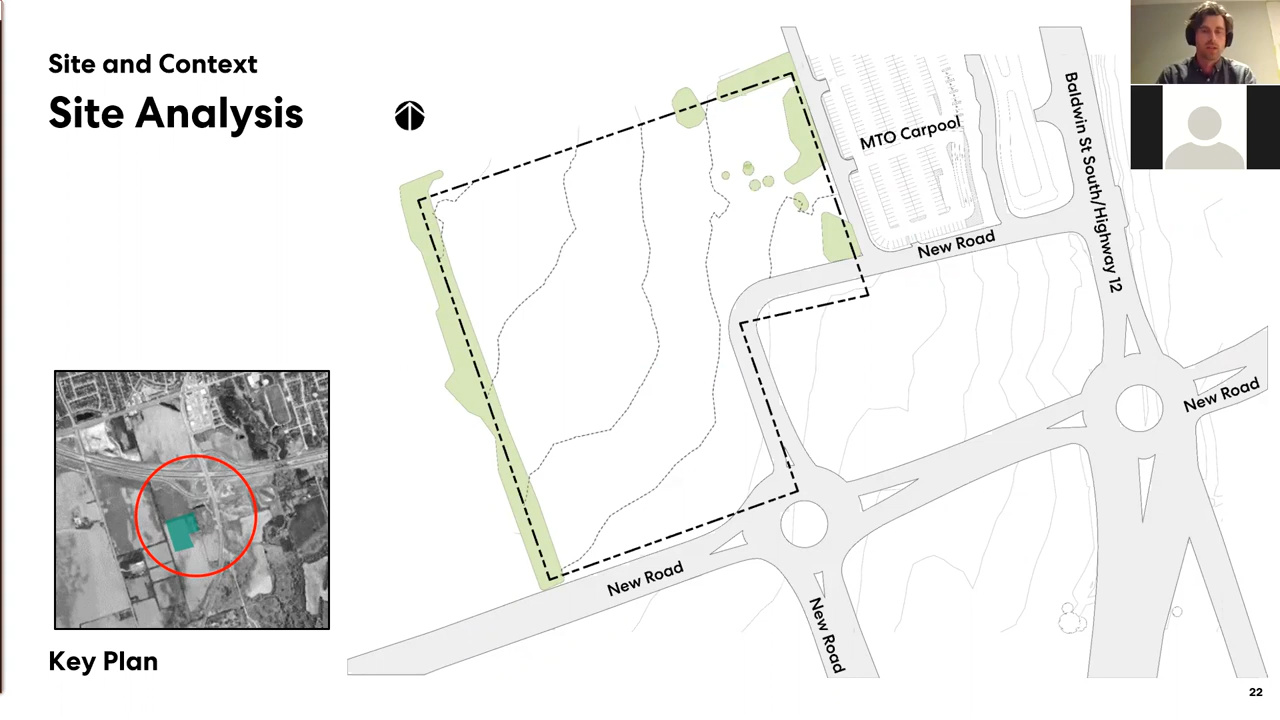 Site and Context
Site Analysis
MTO Carpool
Baldwin St South/Highway 12
New Road
New Road
New Road
New Road
Key Plan
22